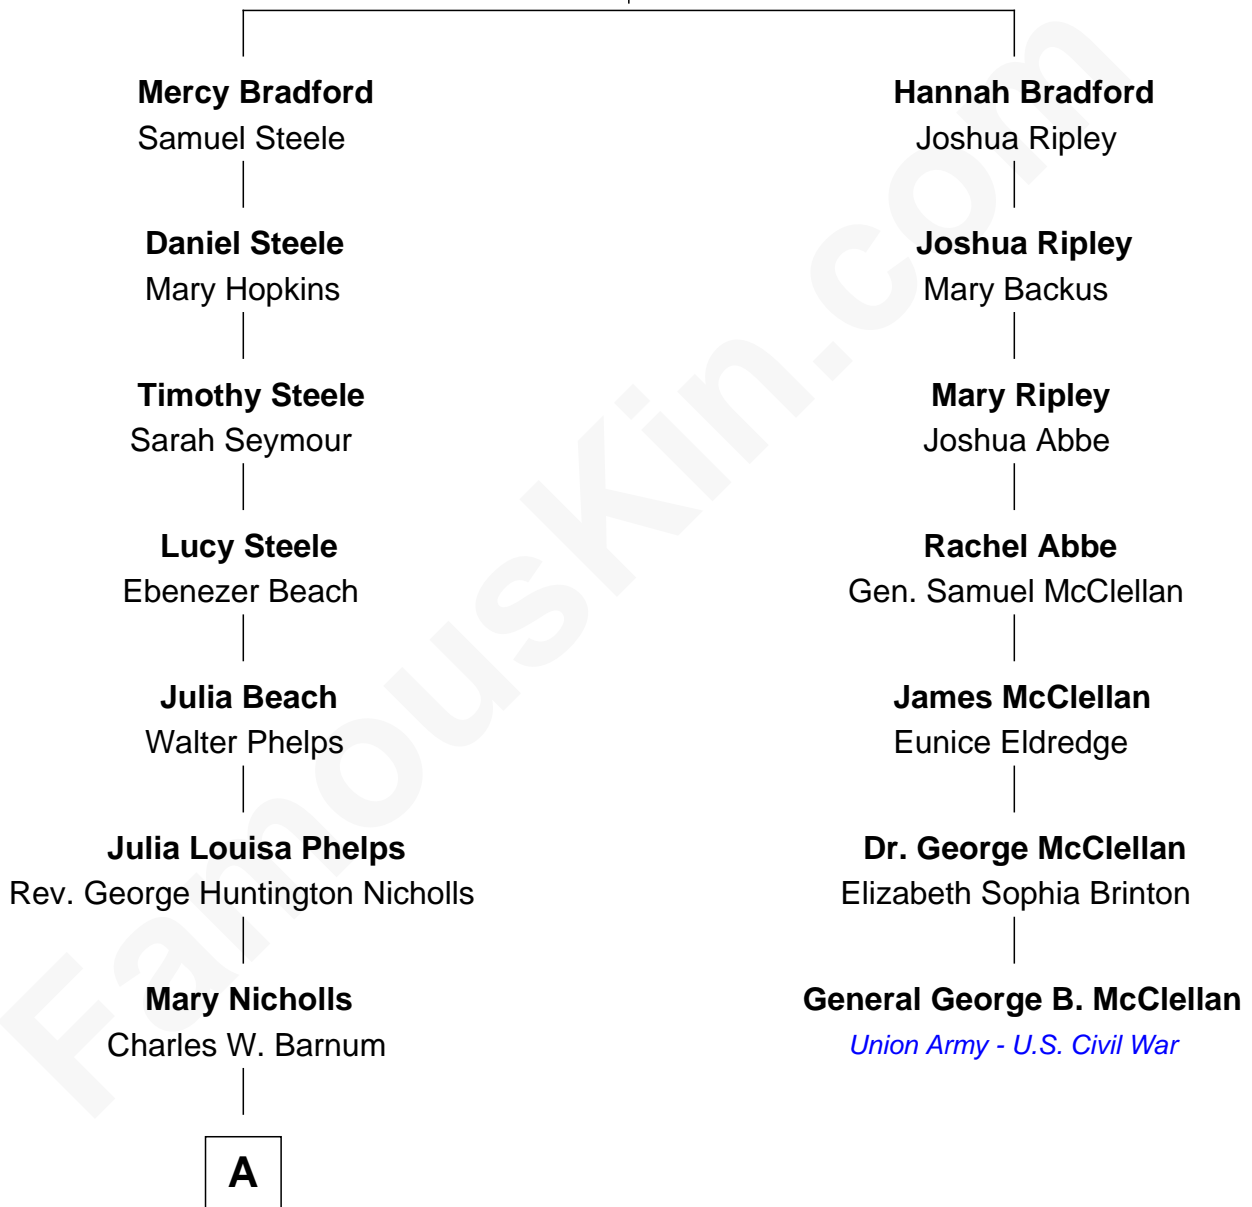 Mercy Bradford
Samuel Steele
Daniel Steele
Mary Hopkins
Timothy Steele
Sarah Seymour
Lucy Steele
Ebenezer Beach
Julia Beach
Walter Phelps
Julia Louisa Phelps
Rev. George Huntington Nicholls
Mary Nicholls
Charles W. Barnum
A
Hannah Bradford
Joshua Ripley
Joshua Ripley
Mary Backus
Mary Ripley
Joshua Abbe
Rachel Abbe
Gen. Samuel McClellan
James McClellan
Eunice Eldredge
Dr. George McClellan
Elizabeth Sophia Brinton
General George B. McClellan
Union Army - U.S. Civil War
FamousKin.com